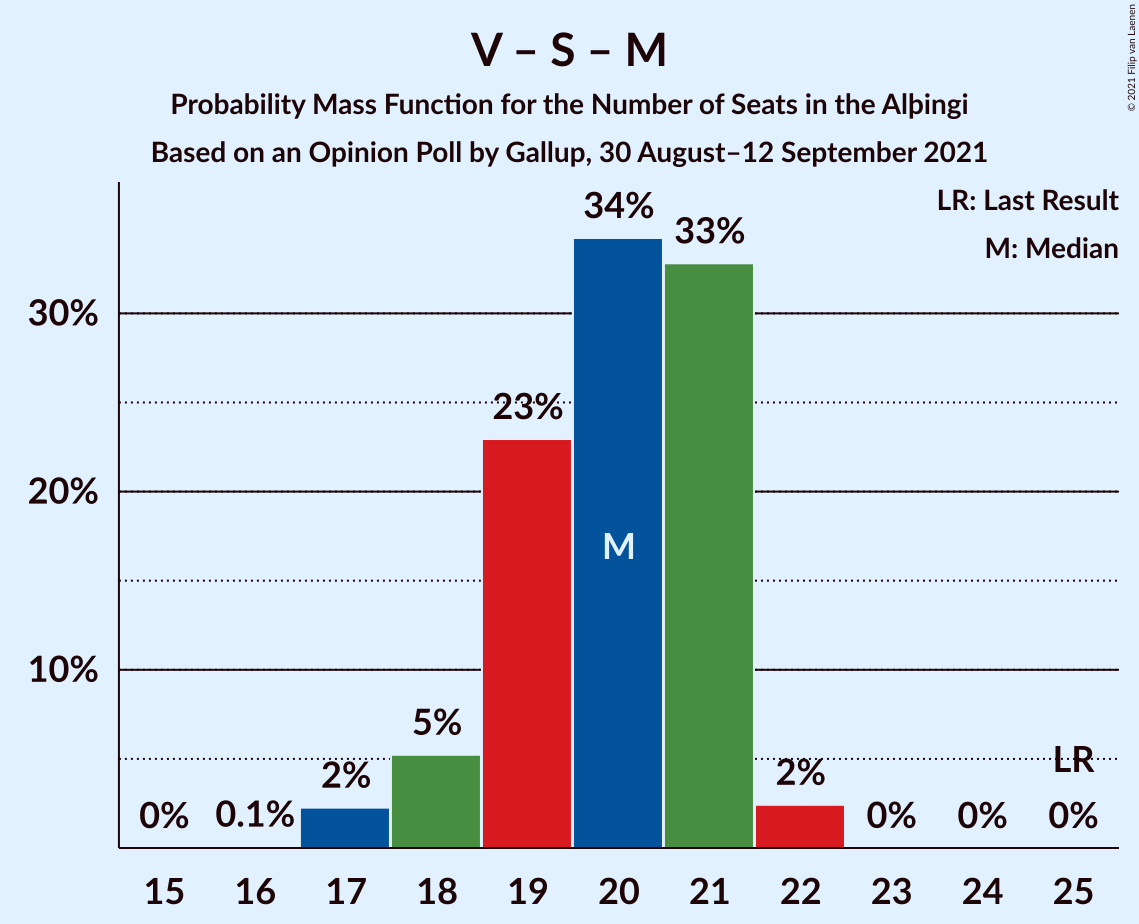 V – S – M
Probability Mass Function for the Number of Seats in the Alþingi
Based on an Opinion Poll by Gallup, 30 August–12 September 2021
© 2021 Filip van Laenen
LR: Last Result
M: Median
34%
33%
30%
23%
20%
M
10%
5%
LR
2%
2%
0%
0.1%
0%
0%
0%
15 16 17 18 19 20 21 22 23 24 25